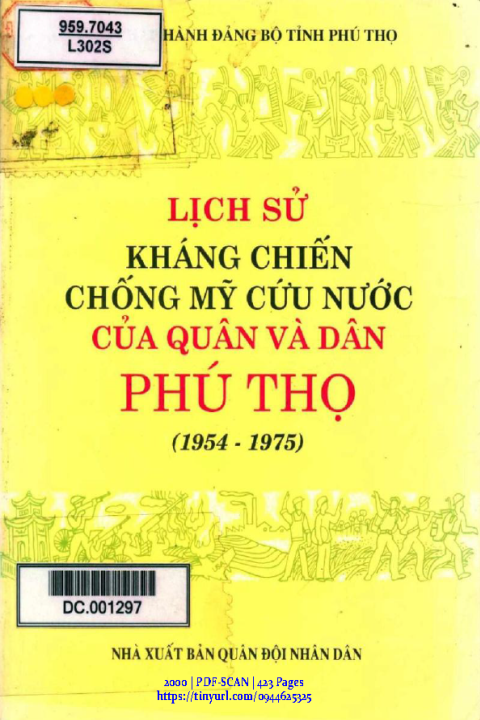 959.7043
L302S
HÀNH ĐẢNG BỘ TỈNH PHÚ THỌ
LỊCH SỬ
KHÁNG CHIẾN
CHỐNG MỸ CỨU NƯỚC
CỦA QUÂN VÀ DÂN
PHÚ THỌ
(1954 - 1975)
DC.001297
NHÀ XUẤT BẢN QUÂN ĐỘI NHÂN DÂN
2000 | PDF-SCAN | 423 Pages
https://tinyurl.com/0944625325